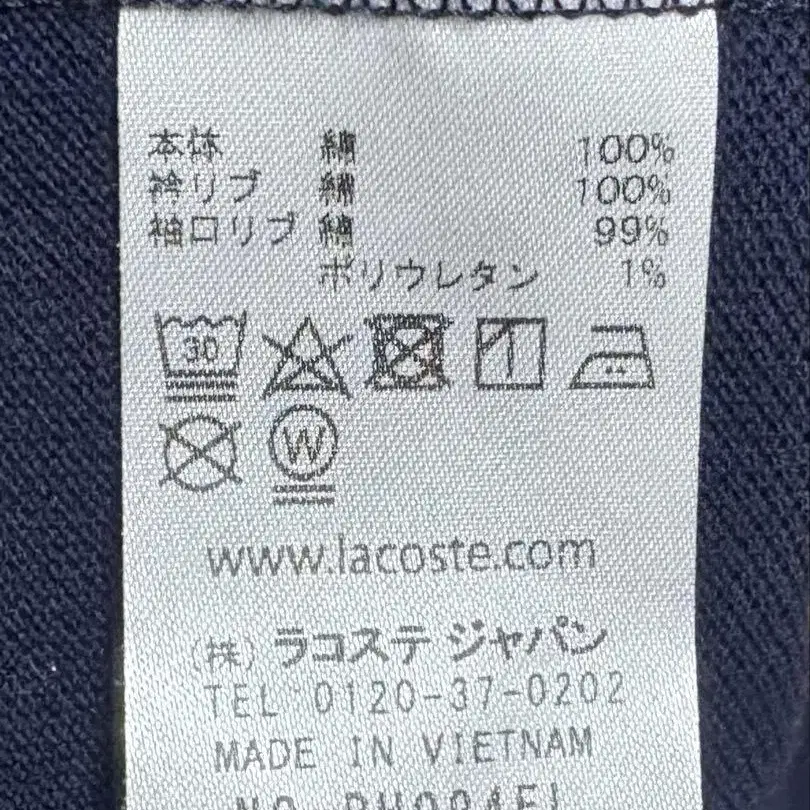 本体 綿 100%
衿リブ 綿 100%
袖口リブ 綿 99%
ポリウレタン 1%
30
W
www.lacoste.com
(株) ラコステ ジャパン
TEL 0120-37-0202
MADE IN VIETNAM
NO